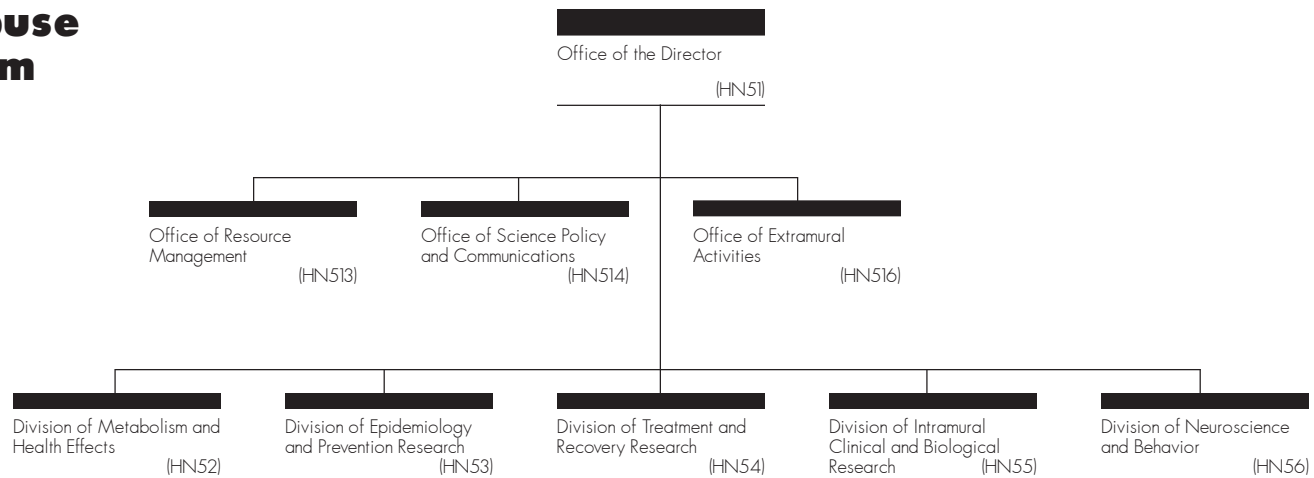 Office of the Director
(HN51)
Office of Resource
Management
(HN513)
Office of Science Policy
and Communications
(HN514)
Office of Extramural
Activities
(HN516)
Division of Metabolism and
Health Effects
(HN52)
Division of Epidemiology
and Prevention Research
(HN53)
Division of Treatment and
Recovery Research
(HN54)
Division of Intramural
Clinical and Biological
Research (HN55)
Division of Neuroscience
and Behavior
(HN56)